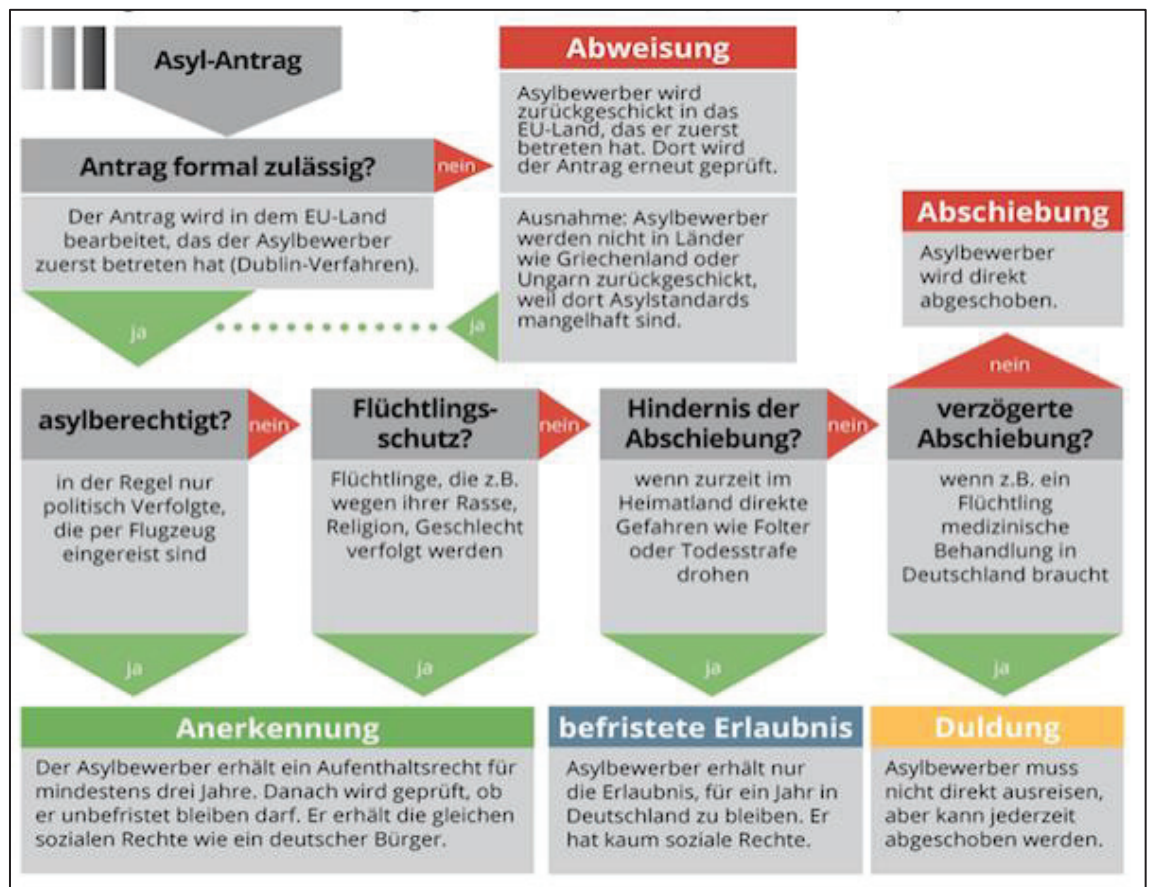 Asyl-Antrag
Antrag formal zulässig?
nein
Der Antrag wird in dem EU-Land
bearbeitet, das der Asylbewerber
zuerst betreten hat (Dublin-Verfahren).
ja
Abweisung
Asylbewerber wird
zurückgeschickt in das
EU-Land, das er zuerst
betreten hat. Dort wird
der Antrag erneut geprüft.
Ausnahme: Asylbewerber
werden nicht in Länder
wie Griechenland oder
Ungarn zurückgeschickt,
weil dort Asylstandards
mangelhaft sind.
ja
Abschiebung
Asylbewerber
wird direkt
abgeschoben.
nein
asylberechtigt?
nein
in der Regel nur
politisch Verfolgte,
die per Flugzeug
eingereist sind
ja
Flüchtlings-
schutz?
nein
Flüchtlinge, die z.B.
wegen ihrer Rasse,
Religion, Geschlecht
verfolgt werden
ja
Hindernis der
Abschiebung?
nein
wenn zurzeit im
Heimatland direkte
Gefahren wie Folter
oder Todesstrafe
drohen
ja
verzögerte
Abschiebung?
wenn z.B. ein
Flüchtling
medizinische
Behandlung in
Deutschland braucht
ja
Anerkennung
Der Asylbewerber erhält ein Aufenthaltsrecht für
mindestens drei Jahre. Danach wird geprüft, ob
er unbefristet bleiben darf. Er erhält die gleichen
sozialen Rechte wie ein deutscher Bürger.
befristete Erlaubnis
Asylbewerber erhält nur
die Erlaubnis, für ein Jahr in
Deutschland zu bleiben. Er
hat kaum soziale Rechte.
Duldung
Asylbewerber muss
nicht direkt ausreisen,
aber kann jederzeit
abgeschoben werden.